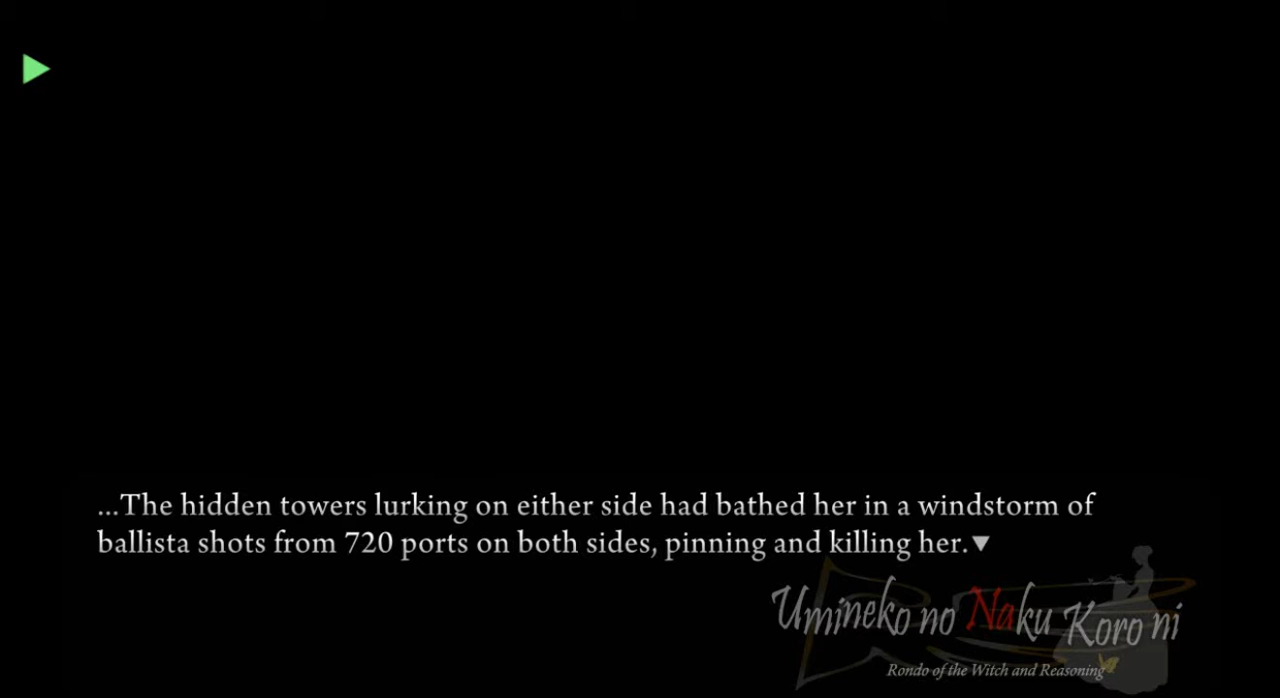 ...The hidden towers lurking on either side had bathed her in a windstorm of
ballista shots from 720 ports on both sides, pinning and killing her.
Umineko no Naku Koro ni
Rondo of the Witch and Reasoning